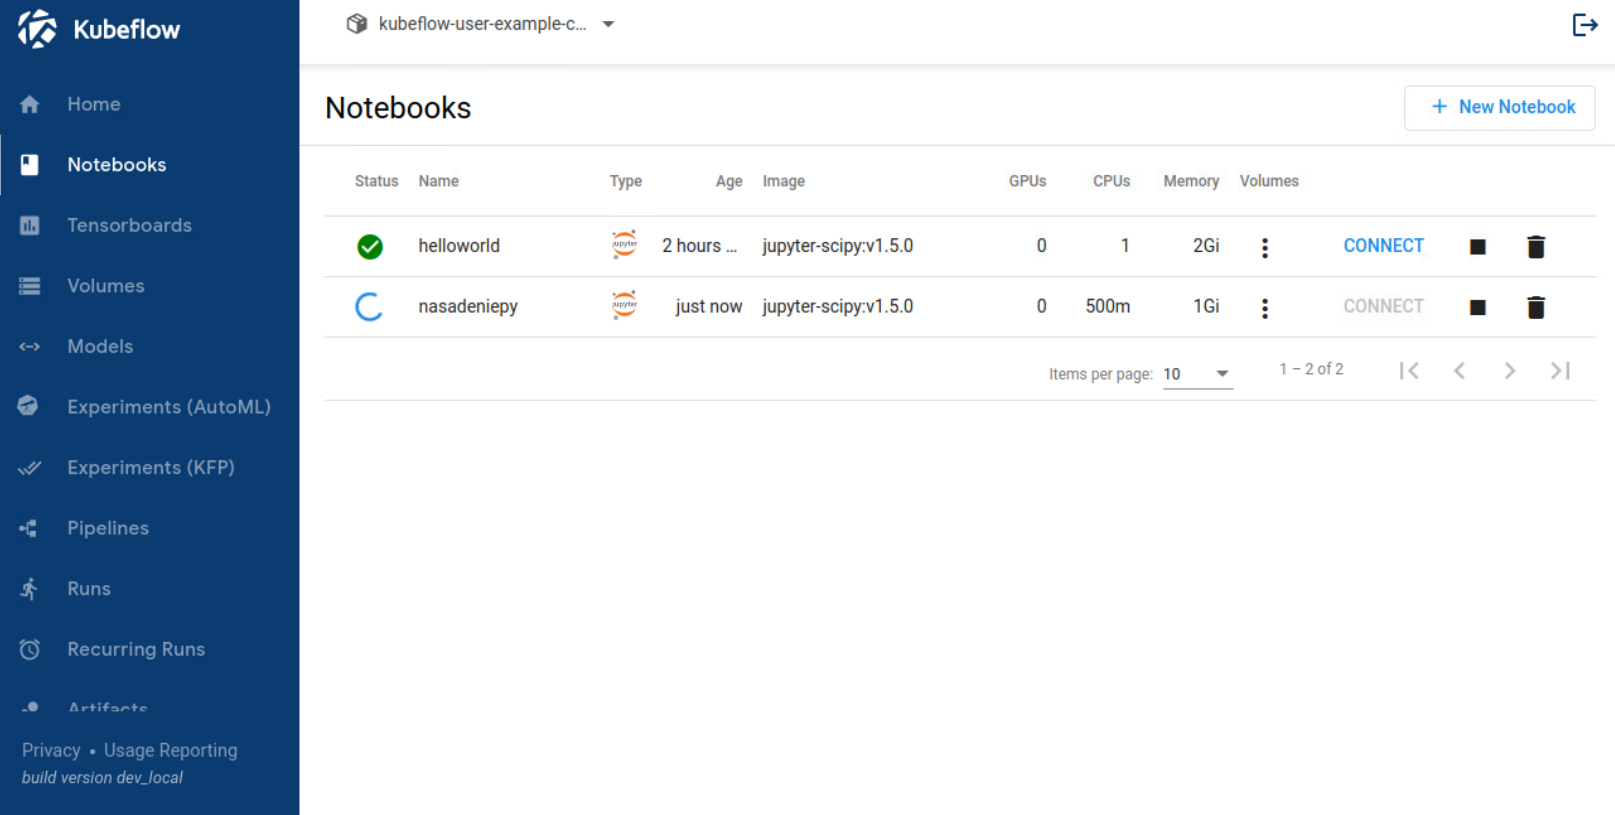 Kubeflow
kubeflow-user-example-c...
Home
Notebooks
Tensorboards
Volumes
Models
Experiments (AutoML)
Experiments (KFP)
Pipelines
Runs
Recurring Runs
Artifacts
Privacy • Usage Reporting
build version dev_local
Notebooks
+ New Notebook
Status Name Type Age Image GPUs CPUs Memory Volumes
helloworld jupyter 2 hours ... jupyter-scipy:v1.5.0 0 1 2Gi CONNECT
nasadeniepy jupyter just now jupyter-scipy:v1.5.0 0 500m 1Gi CONNECT
Items per page: 10 1 – 2 of 2